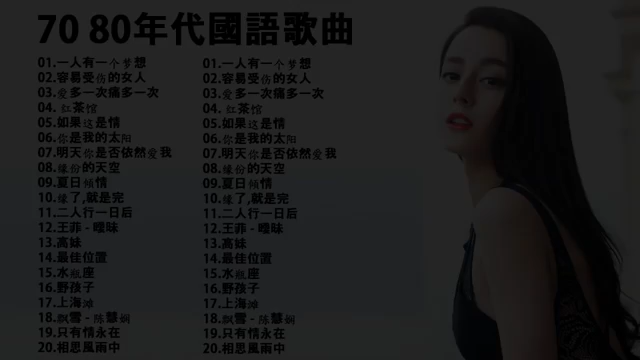 70 80年代國語歌曲
01.一人有一个梦想
02.容易受伤的女人
03.爱多一次痛多一次
04. 红茶馆
05.如果这是情
06.你是我的太阳
07.明天你是否依然爱我
08.缘份的天空
09.夏日倾情
10.缘了,就是完
11.二人行一日后
12.王菲 - 曖昧
13.高妹
14.最佳位置
15.水瓶座
16.野孩子
17.上海滩
18.飘雪 - 陈慧娴
19.只有情永在
20.相思風雨中
01.一人有一个梦想
02.容易受伤的女人
03.爱多一次痛多一次
04. 红茶馆
05.如果这是情
06.你是我的太阳
07.明天你是否依然爱我
08.缘份的天空
09.夏日倾情
10.缘了,就是完
11.二人行一日后
12.王菲 - 曖昧
13.高妹
14.最佳位置
15.水瓶座
16.野孩子
17.上海滩
18.飘雪 - 陈慧娴
19.只有情永在
20.相思風雨中